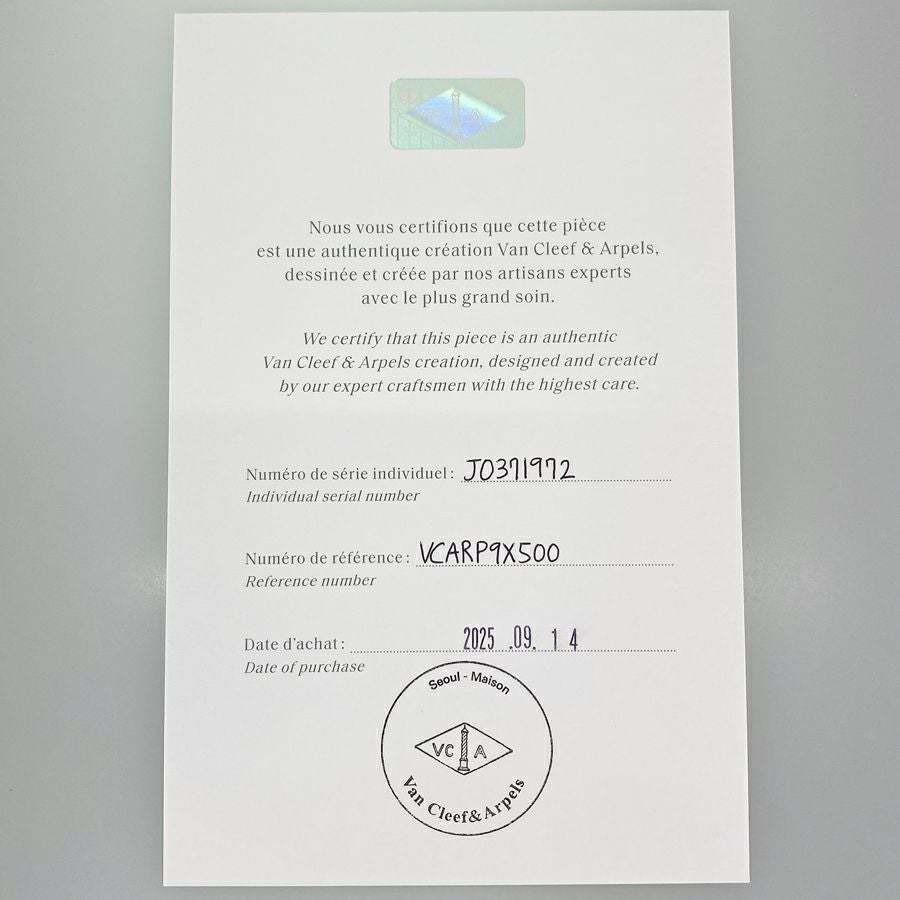 Nous vous certifions que cette pièce
est une authentique création Van Cleef & Arpels,
dessinée et créée par nos artisans experts
avec le plus grand soin.
We certify that this piece is an authentic
Van Cleef & Arpels creation, designed and created
by our expert craftsmen with the highest care.
Numéro de série individuel : JO371972
Individual serial number
Numéro de référence : VCARP9X500
Reference number
Date d'achat : 2025 .09. 1 4
Date of purchase
Seoul - Maison
VC A
Van Cleef & Arpels